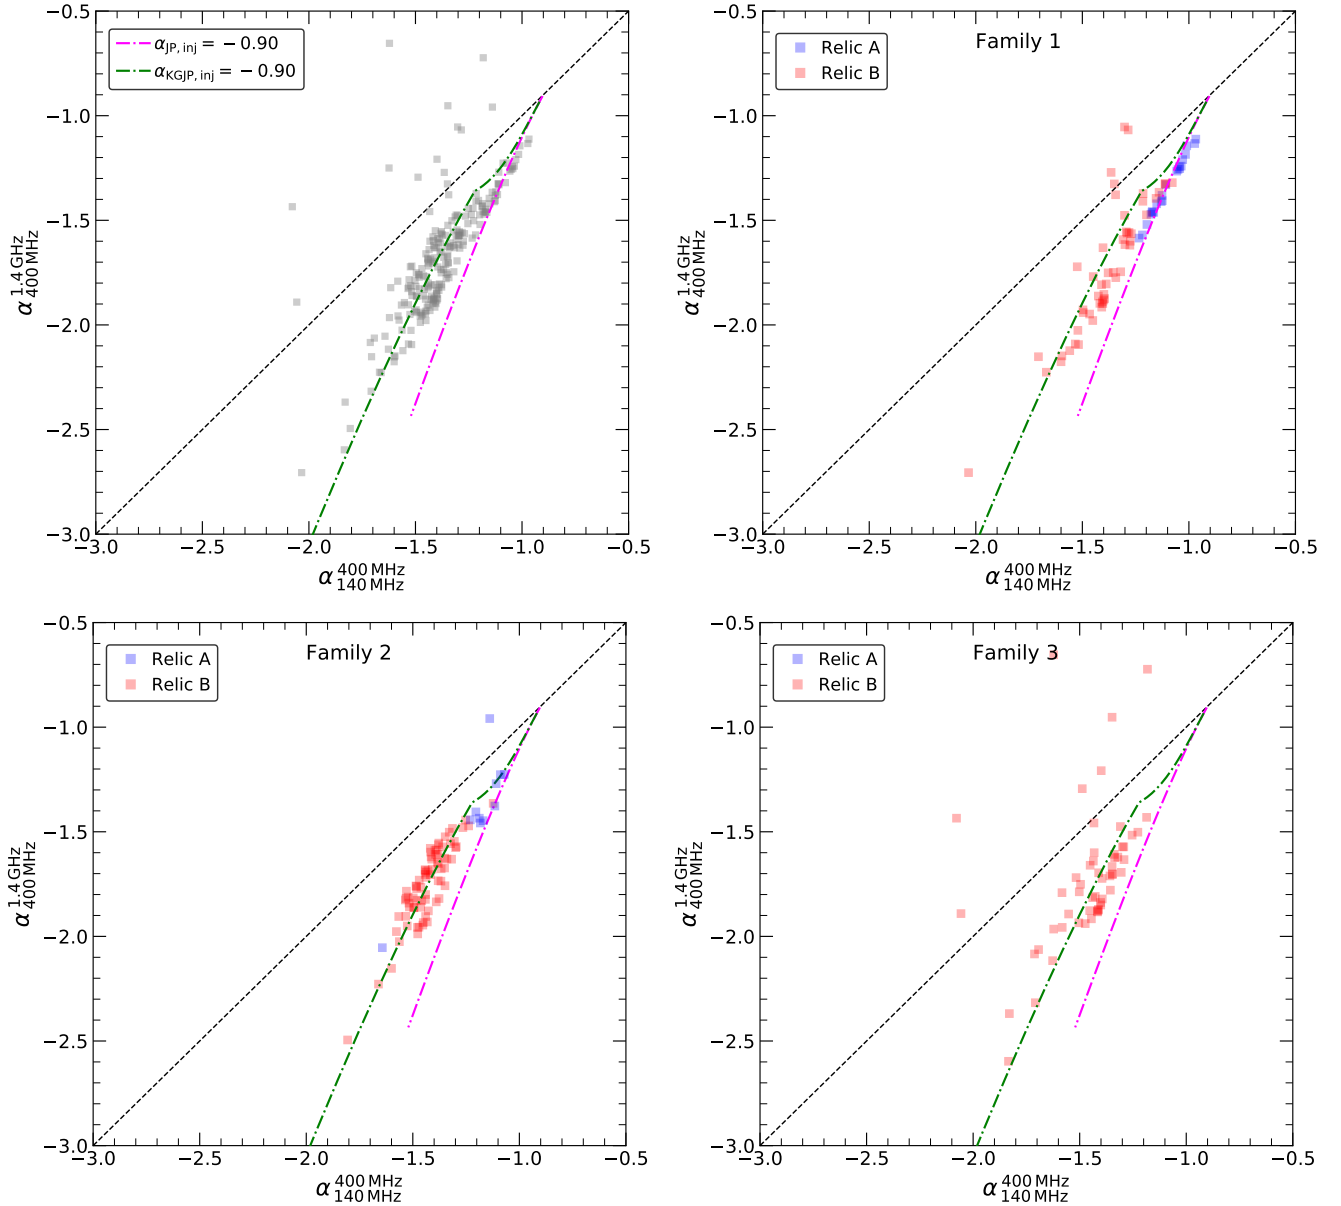 −0.5
−1.0
−1.5
−2.0
−2.5
−3.0
α 1.4 GHz 400 MHz
α_JP, inj = − 0.90
α_KGJP, inj = − 0.90
−3.0 −2.5 −2.0 −1.5 −1.0 −0.5
α 400 MHz 140 MHz
−0.5
−1.0
−1.5
−2.0
−2.5
−3.0
α 1.4 GHz 400 MHz
Relic A
Relic B
Family 1
−3.0 −2.5 −2.0 −1.5 −1.0 −0.5
α 400 MHz 140 MHz
−0.5
−1.0
−1.5
−2.0
−2.5
−3.0
α 1.4 GHz 400 MHz
Relic A
Relic B
Family 2
−3.0 −2.5 −2.0 −1.5 −1.0 −0.5
α 400 MHz 140 MHz
−0.5
−1.0
−1.5
−2.0
−2.5
−3.0
α 1.4 GHz 400 MHz
Relic A
Relic B
Family 3
−3.0 −2.5 −2.0 −1.5 −1.0 −0.5
α 400 MHz 140 MHz